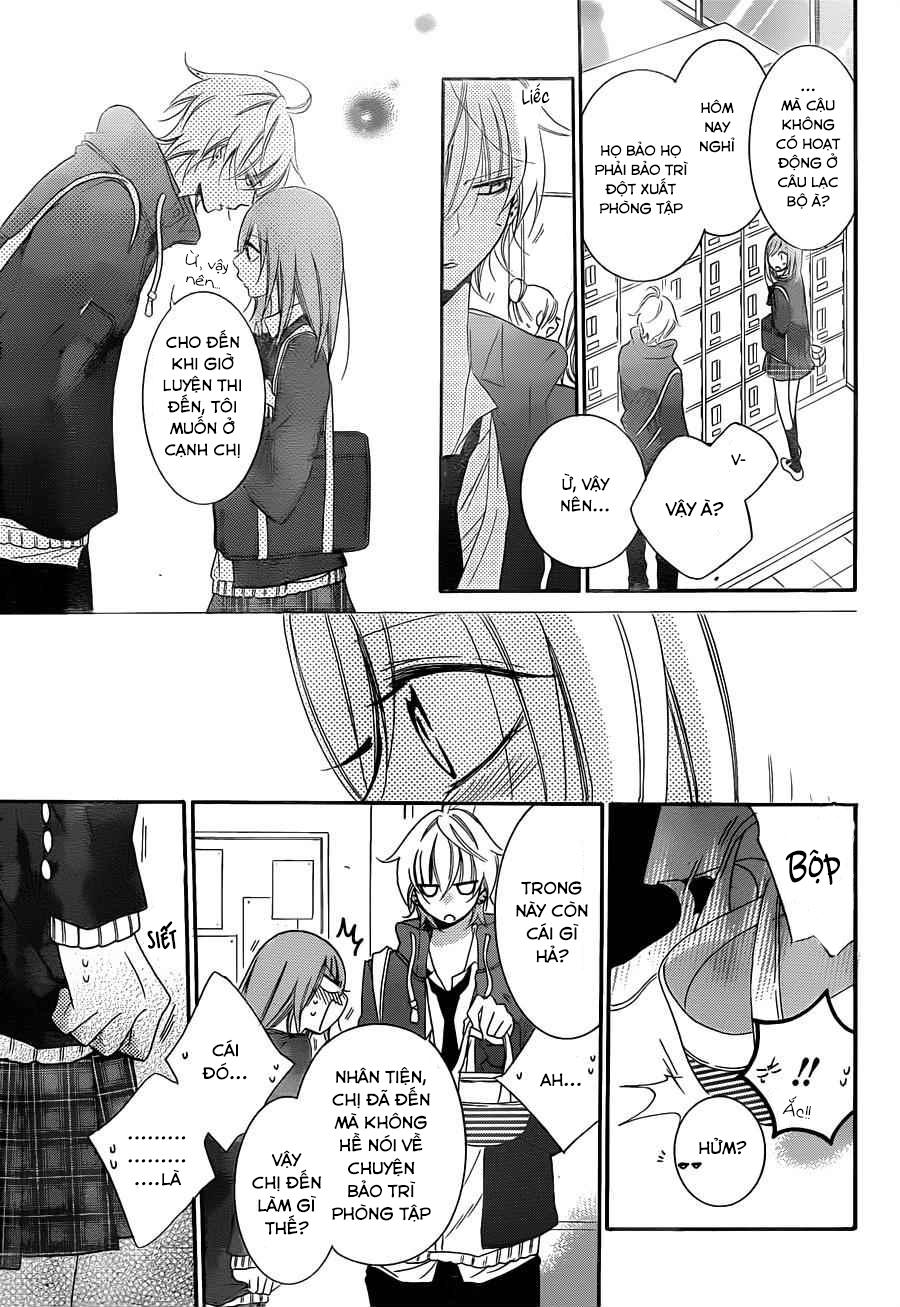 ...
MÀ CẬU
KHÔNG
CÓ HOẠT
ĐỘNG Ở
CÂU LẠC
BỘ À?
HÔM
NAY
NGHỈ
HỌ BẢO HỌ
PHẢI BẢO TRÌ
ĐỘT XUẤT
PHÒNG TẬP
V-
VẬY À?
Liếc
Ừ, VẬY
NÊN...
Ừ, vậy
nên..
CHO ĐẾN
KHI GIỜ
LUYỆN THI
ĐẾN, TÔI
MUỐN Ở
CẠNH CHỊ
BỘP
!!
Ắc!!
HỬM?
TRONG
NÀY CÒN
CÁI GÌ
HẢ?
AH...
NHÂN TIỆN,
CHỊ ĐÃ ĐẾN
MÀ KHÔNG
HỀ NÓI VỀ
CHUYỆN
BẢO TRÌ
PHÒNG TẬP
VẬY
CHỊ ĐẾN
LÀM GÌ
THẾ?
SIẾT
CÁI
ĐÓ...
..........
..........
....LÀ